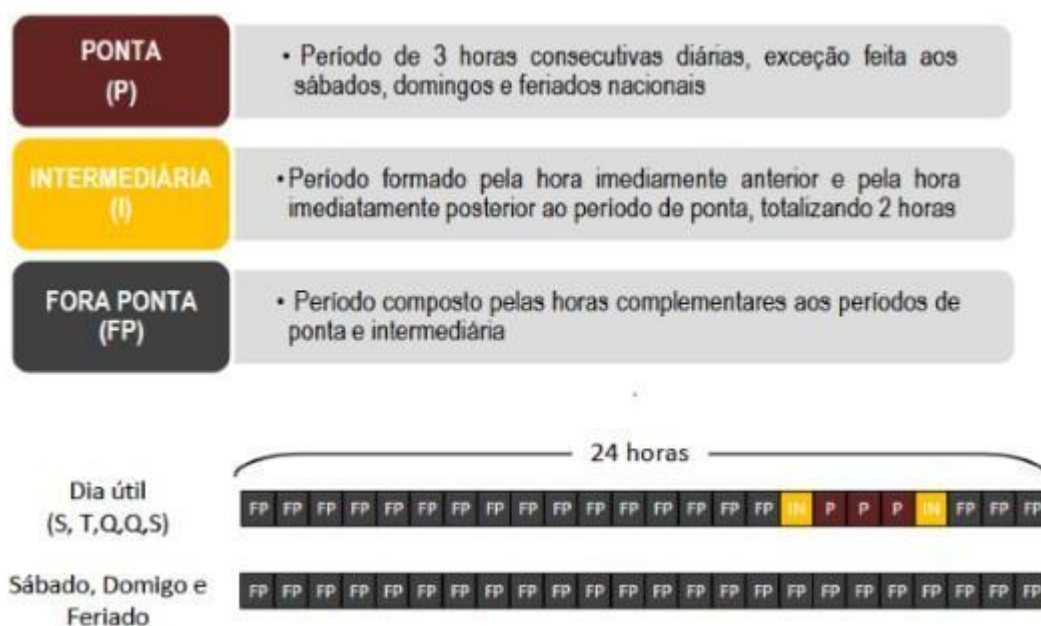 PONTA
(P)
• Período de 3 horas consecutivas diárias, exceção feita aos
sábados, domingos e feriados nacionais
INTERMEDIÁRIA
(I)
• Período formado pela hora imediamente anterior e pela hora
imediatamente posterior ao período de ponta, totalizando 2 horas
FORA PONTA
(FP)
• Período composto pelas horas complementares aos períodos de
ponta e intermediária
24 horas
Dia útil
(S, T,Q,Q,S)
FP FP FP FP FP FP FP FP FP FP FP FP FP FP FP FP IN P P P IN FP FP FP
Sábado, Domigo e
Feriado
FP FP FP FP FP FP FP FP FP FP FP FP FP FP FP FP FP FP FP FP FP FP FP FP